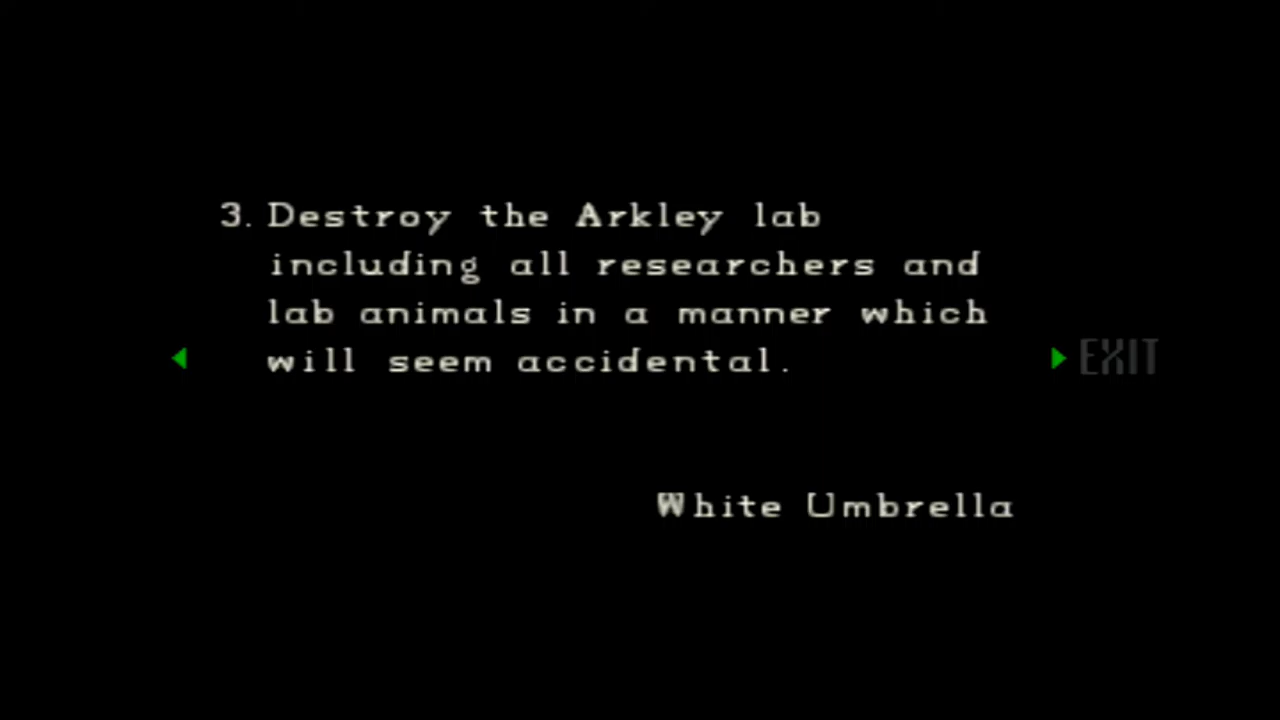 3. Destroy the Arkley lab
including all researchers and
lab animals in a manner which
will seem accidental.
EXIT
White Umbrella